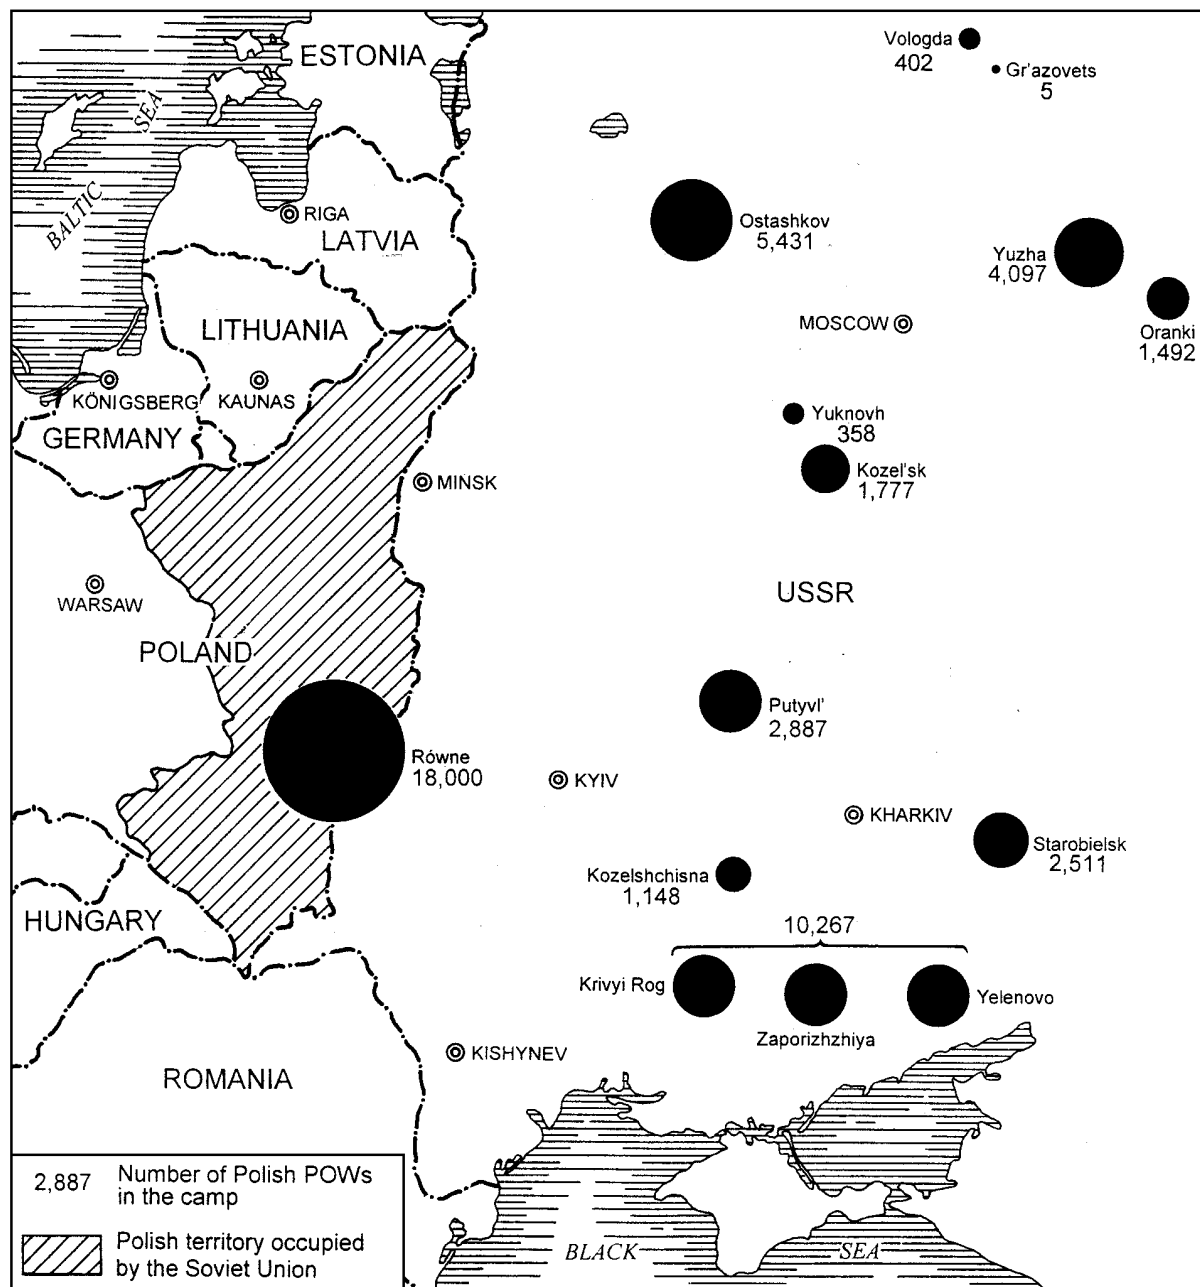 ESTONIA
Vologda
402
Gr'azovets
5
BALTIC SEA
RIGA
LATVIA
Ostashkov
5,431
Yuzha
4,097
Oranki
1,492
LITHUANIA
MOSCOW
KÖNIGSBERG
KAUNAS
GERMANY
Yuknovh
358
Kozel'sk
1,777
MINSK
WARSAW
USSR
POLAND
Putyvl'
2,887
Równe
18,000
KYIV
KHARKIV
Starobielsk
2,511
Kozelshchisna
1,148
HUNGARY
10,267
Krivyi Rog
Zaporizhzhiya
Yelenovo
KISHYNEV
ROMANIA
BLACK SEA
2,887 Number of Polish POWs
in the camp
Polish territory occupied
by the Soviet Union